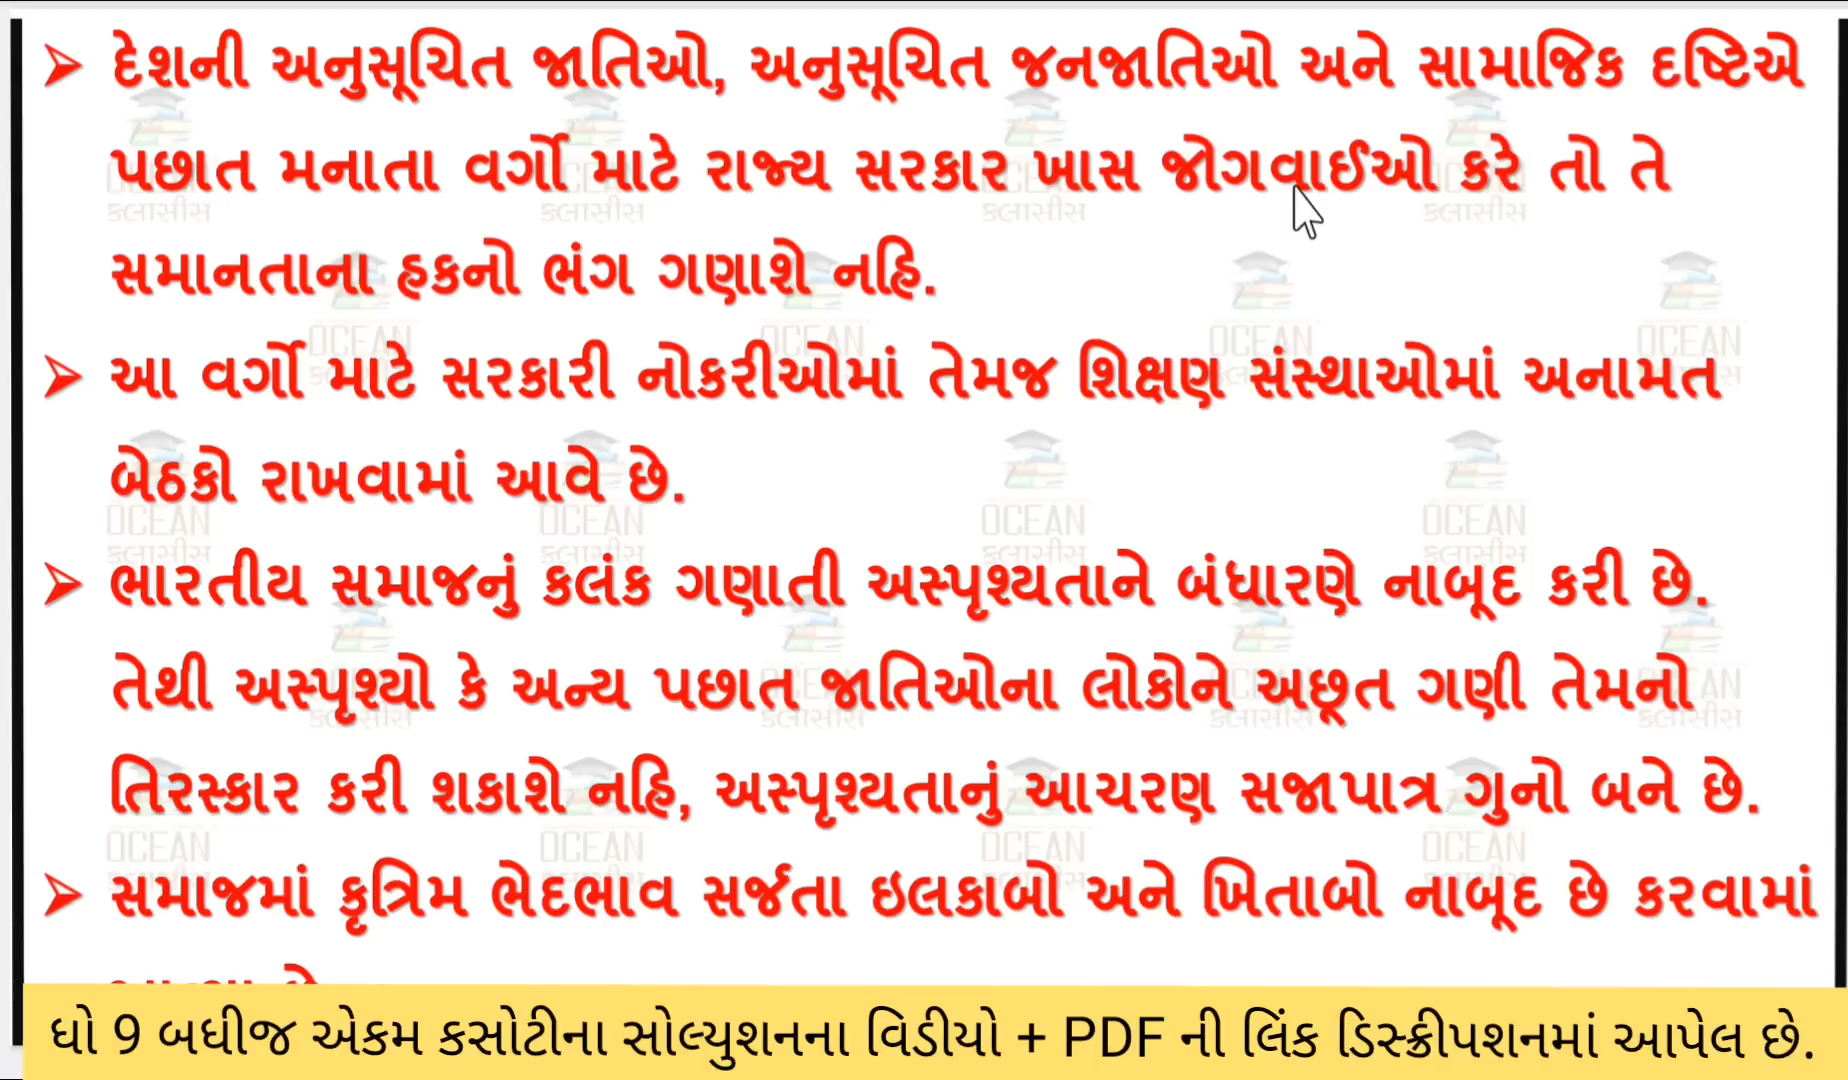 ➢ દેશની અનુસૂચિત જાતિઓ, અનુસૂચિત જનજાતિઓ અને સામાજિક દષ્ટિએ
પછાત મનાતા વર્ગો માટે રાજ્ય સરકાર ખાસ જોગવાઈઓ કરે તો તે
સમાનતાના હકનો ભંગ ગણાશે નહિ.
➢ આ વર્ગો માટે સરકારી નોકરીઓમાં તેમજ શિક્ષણ સંસ્થાઓમાં અનામત
બેઠકો રાખવામાં આવે છે.
➢ ભારતીય સમાજનું કલંક ગણાતી અસ્પૃશ્યતાને બંધારણે નાબૂદ કરી છે.
તેથી અસ્પૃશ્યો કે અન્ય પછાત જાતિઓના લોકોને અછૂત ગણી તેમનો
તિરસ્કાર કરી શકાશે નહિ, અસ્પૃશ્યતાનું આચરણ સજાપાત્ર ગુનો બને છે.
➢ સમાજમાં કૃત્રિમ ભેદભાવ સર્જતા ઇલકાબો અને ખિતાબો નાબૂદ છે કરવામાં
ધો 9 બધીજ એકમ કસોટીના સોલ્યુશનના વિડીયો + PDF ની લિંક ડિસ્ક્રીપશનમાં આપેલ છે.